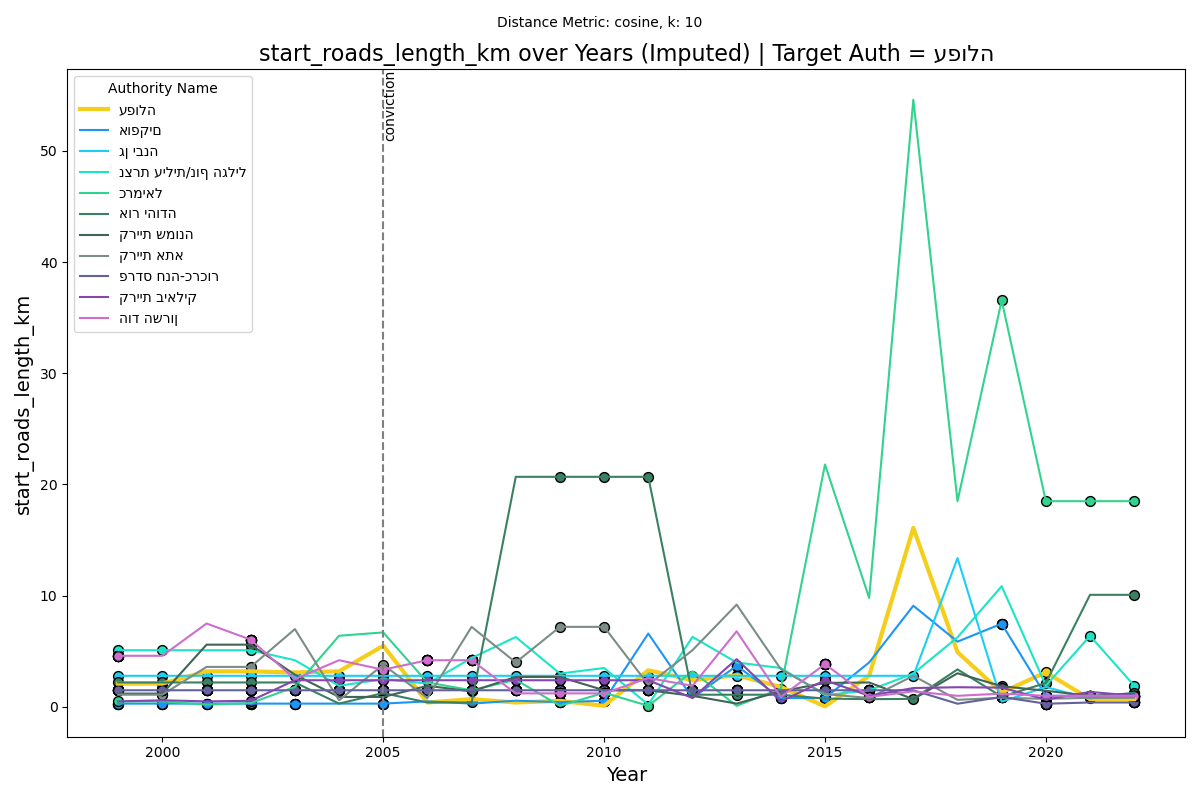 Distance Metric: cosine, k: 10
start_roads_length_km over Years (Imputed) | Target Auth = עפולה
conviction
Authority Name
עפולה
אופקים
גן יבנה
נצרת עילית/נוף הגליל
כרמיאל
אור יהודה
קריית שמונה
קריית אתא
פרדס חנה-כרכור
קריית ביאליק
הוד השרון
start_roads_length_km
50
40
30
20
10
0
2000
2005
2010
2015
2020
Year